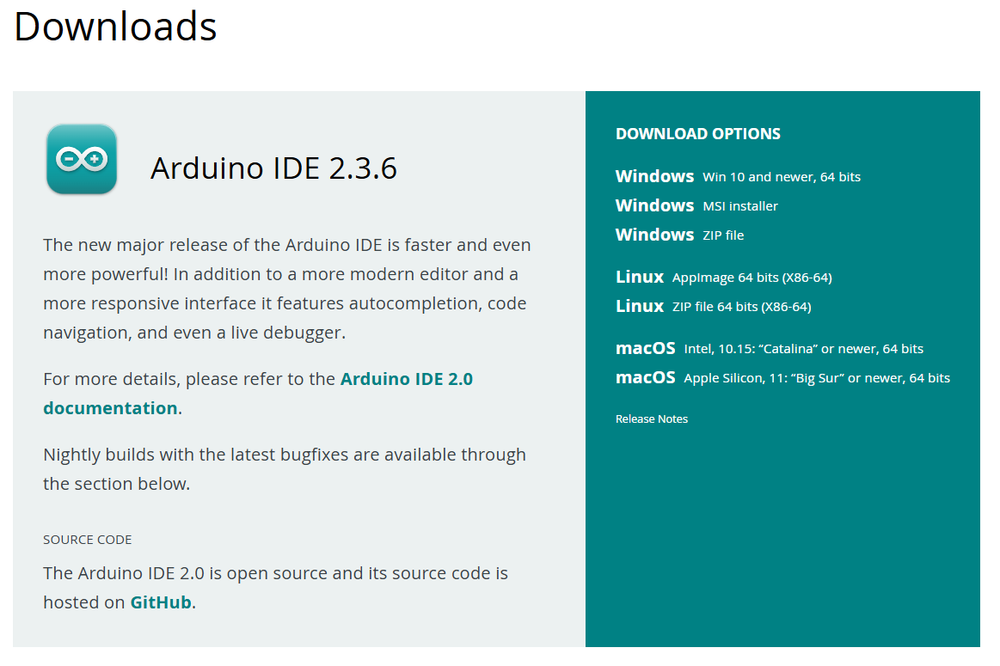 Downloads
Arduino IDE 2.3.6
The new major release of the Arduino IDE is faster and even
more powerful! In addition to a more modern editor and a
more responsive interface it features autocompletion, code
navigation, and even a live debugger.
For more details, please refer to the Arduino IDE 2.0
documentation.
Nightly builds with the latest bugfixes are available through
the section below.
SOURCE CODE
The Arduino IDE 2.0 is open source and its source code is
hosted on GitHub.
DOWNLOAD OPTIONS
Windows Win 10 and newer, 64 bits
Windows MSI installer
Windows ZIP file
Linux AppImage 64 bits (X86-64)
Linux ZIP file 64 bits (X86-64)
macOS Intel, 10.15: “Catalina” or newer, 64 bits
macOS Apple Silicon, 11: “Big Sur” or newer, 64 bits
Release Notes